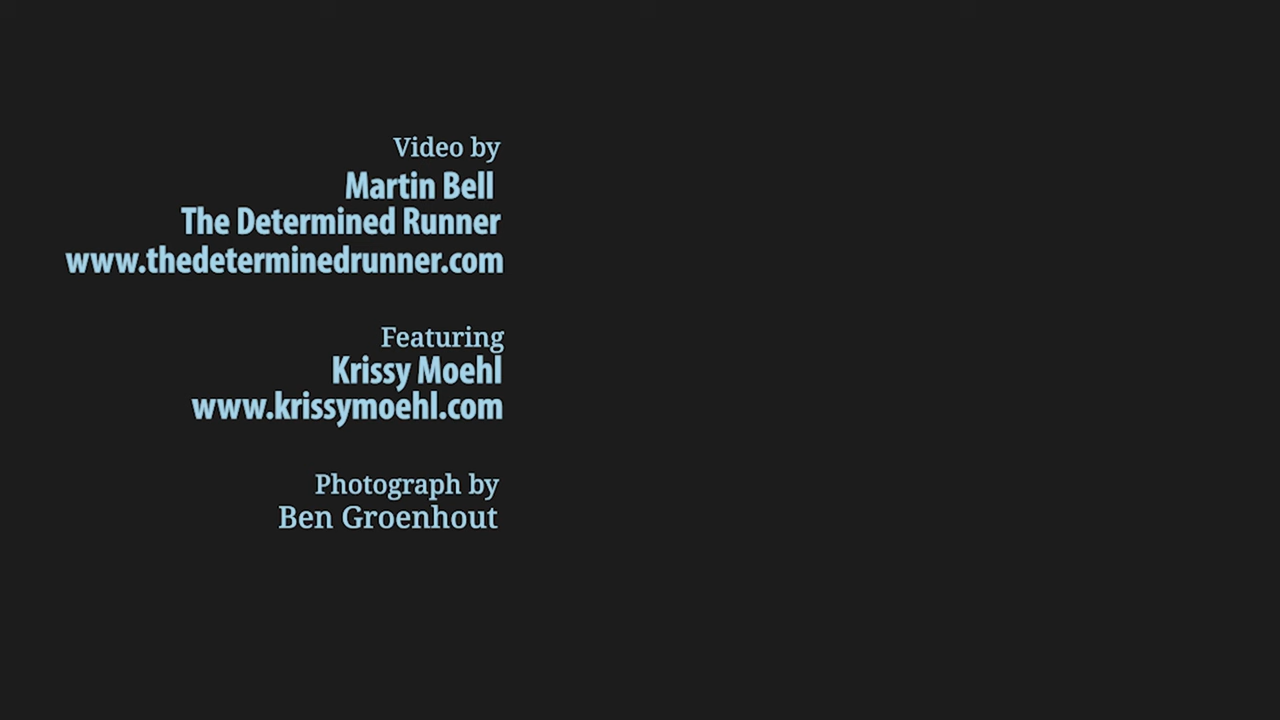 Video by
Martin Bell
The Determined Runner
www.thedeterminedrunner.com
Featuring
Krissy Moehl
www.krissymoehl.com
Photograph by
Ben Groenhout